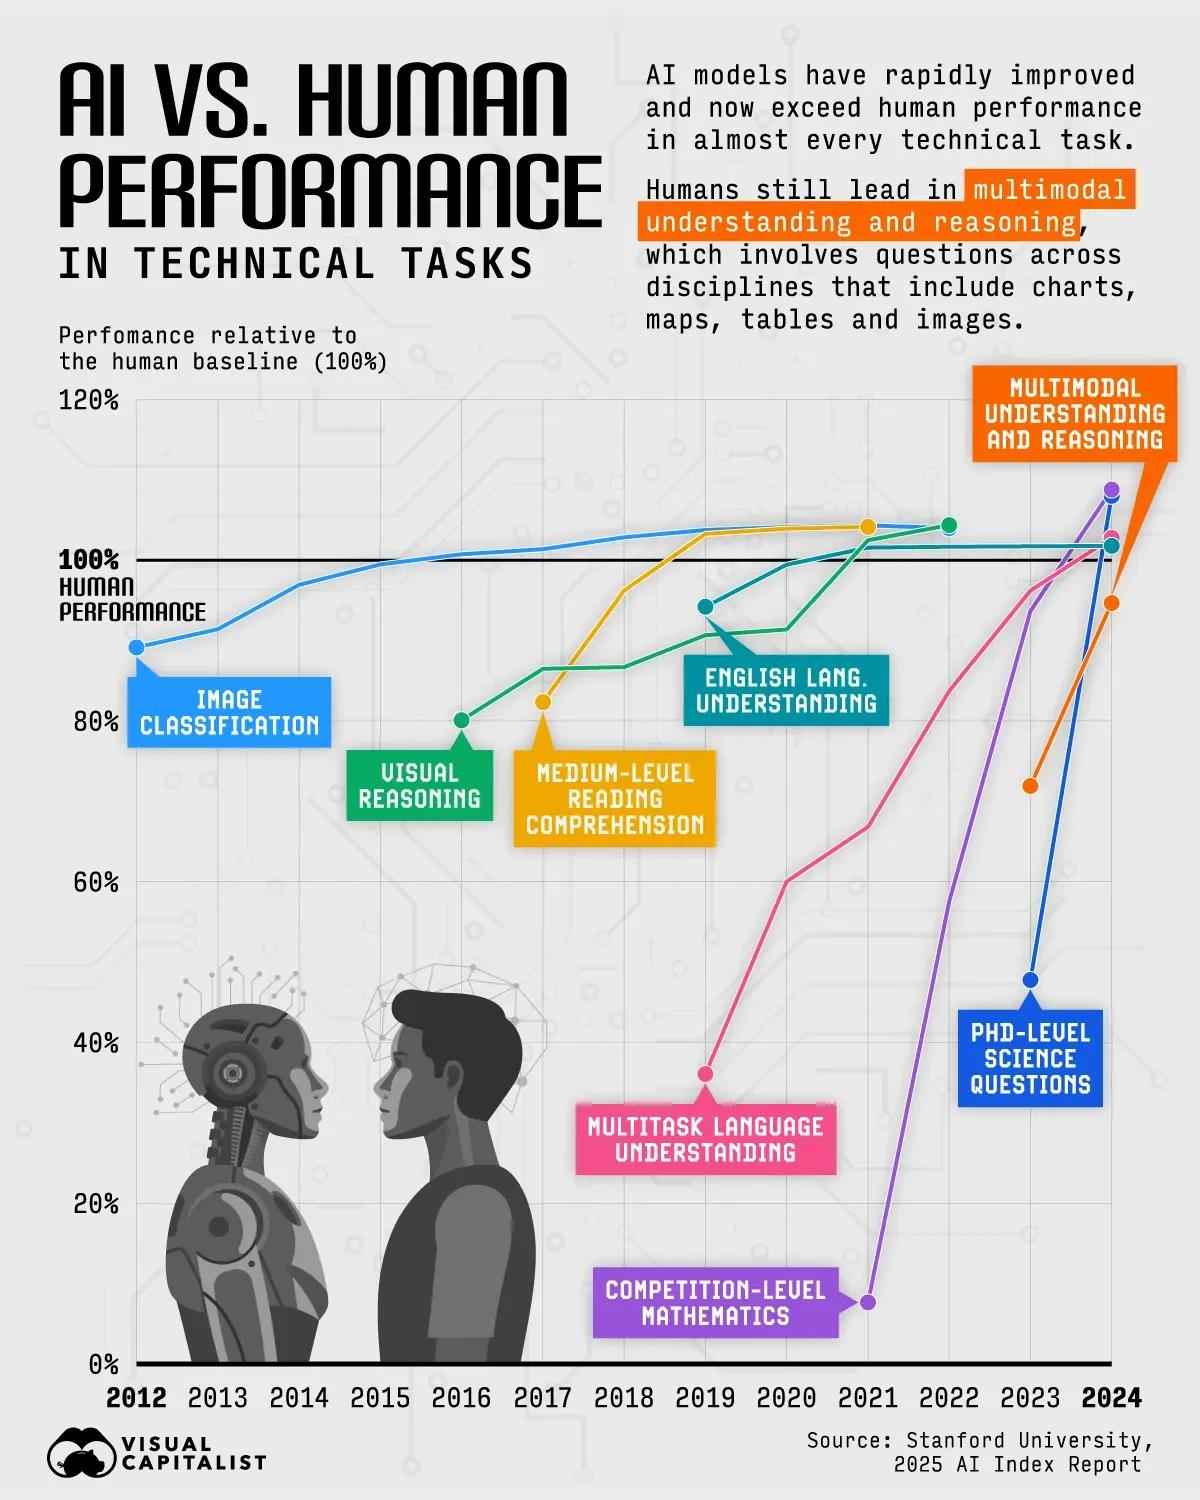 AI VS. HUMAN
PERFORMANCE
IN TECHNICAL TASKS
AI models have rapidly improved
and now exceed human performance
in almost every technical task.
Humans still lead in multimodal
understanding and reasoning,
which involves questions across
disciplines that include charts,
maps, tables and images.
Perfomance relative to
the human baseline (100%)
120%
100%
HUMAN
PERFORMANCE
80%
60%
40%
20%
0%
MULTIMODAL
UNDERSTANDING
AND REASONING
IMAGE
CLASSIFICATION
ENGLISH LANG.
UNDERSTANDING
VISUAL
REASONING
MEDIUM-LEVEL
READING
COMPREHENSION
PHD-LEVEL
SCIENCE
QUESTIONS
MULTITASK LANGUAGE
UNDERSTANDING
COMPETITION-LEVEL
MATHEMATICS
2012 2013 2014 2015 2016 2017 2018 2019 2020 2021 2022 2023 2024
VISUAL
CAPITALIST
Source: Stanford University,
2025 AI Index Report